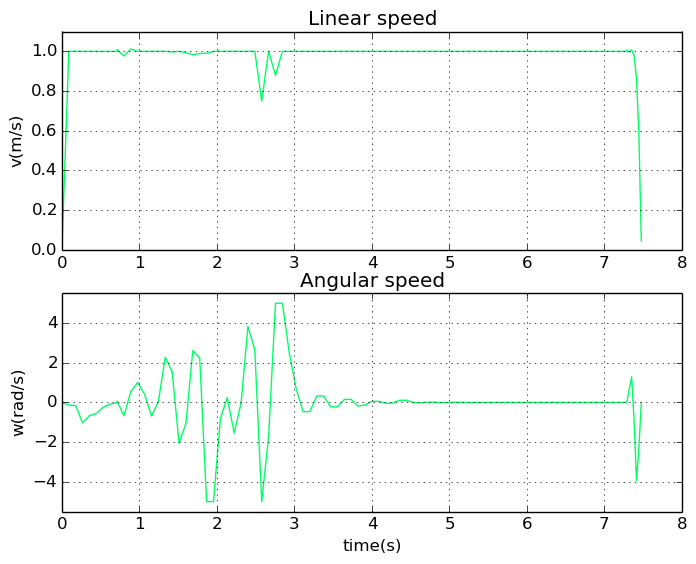 Linear speed
1.0
0.8
0.6
0.4
0.2
0.0
v(m/s)
0 1 2 3 4 5 6 7 8
Angular speed
4
2
0
−2
−4
w(rad/s)
0 1 2 3 4 5 6 7 8
time(s)